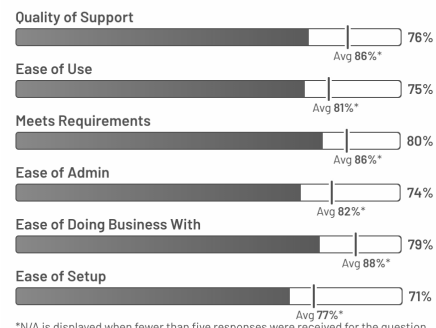 Quality of Support
76%
Avg 86%*
Ease of Use
75%
Avg 81%*
Meets Requirements
80%
Avg 86%*
Ease of Admin
74%
Avg 82%*
Ease of Doing Business With
79%
Avg 88%*
Ease of Setup
71%
Avg 77%*
*N/A is displayed when fewer than five responses were received for the question